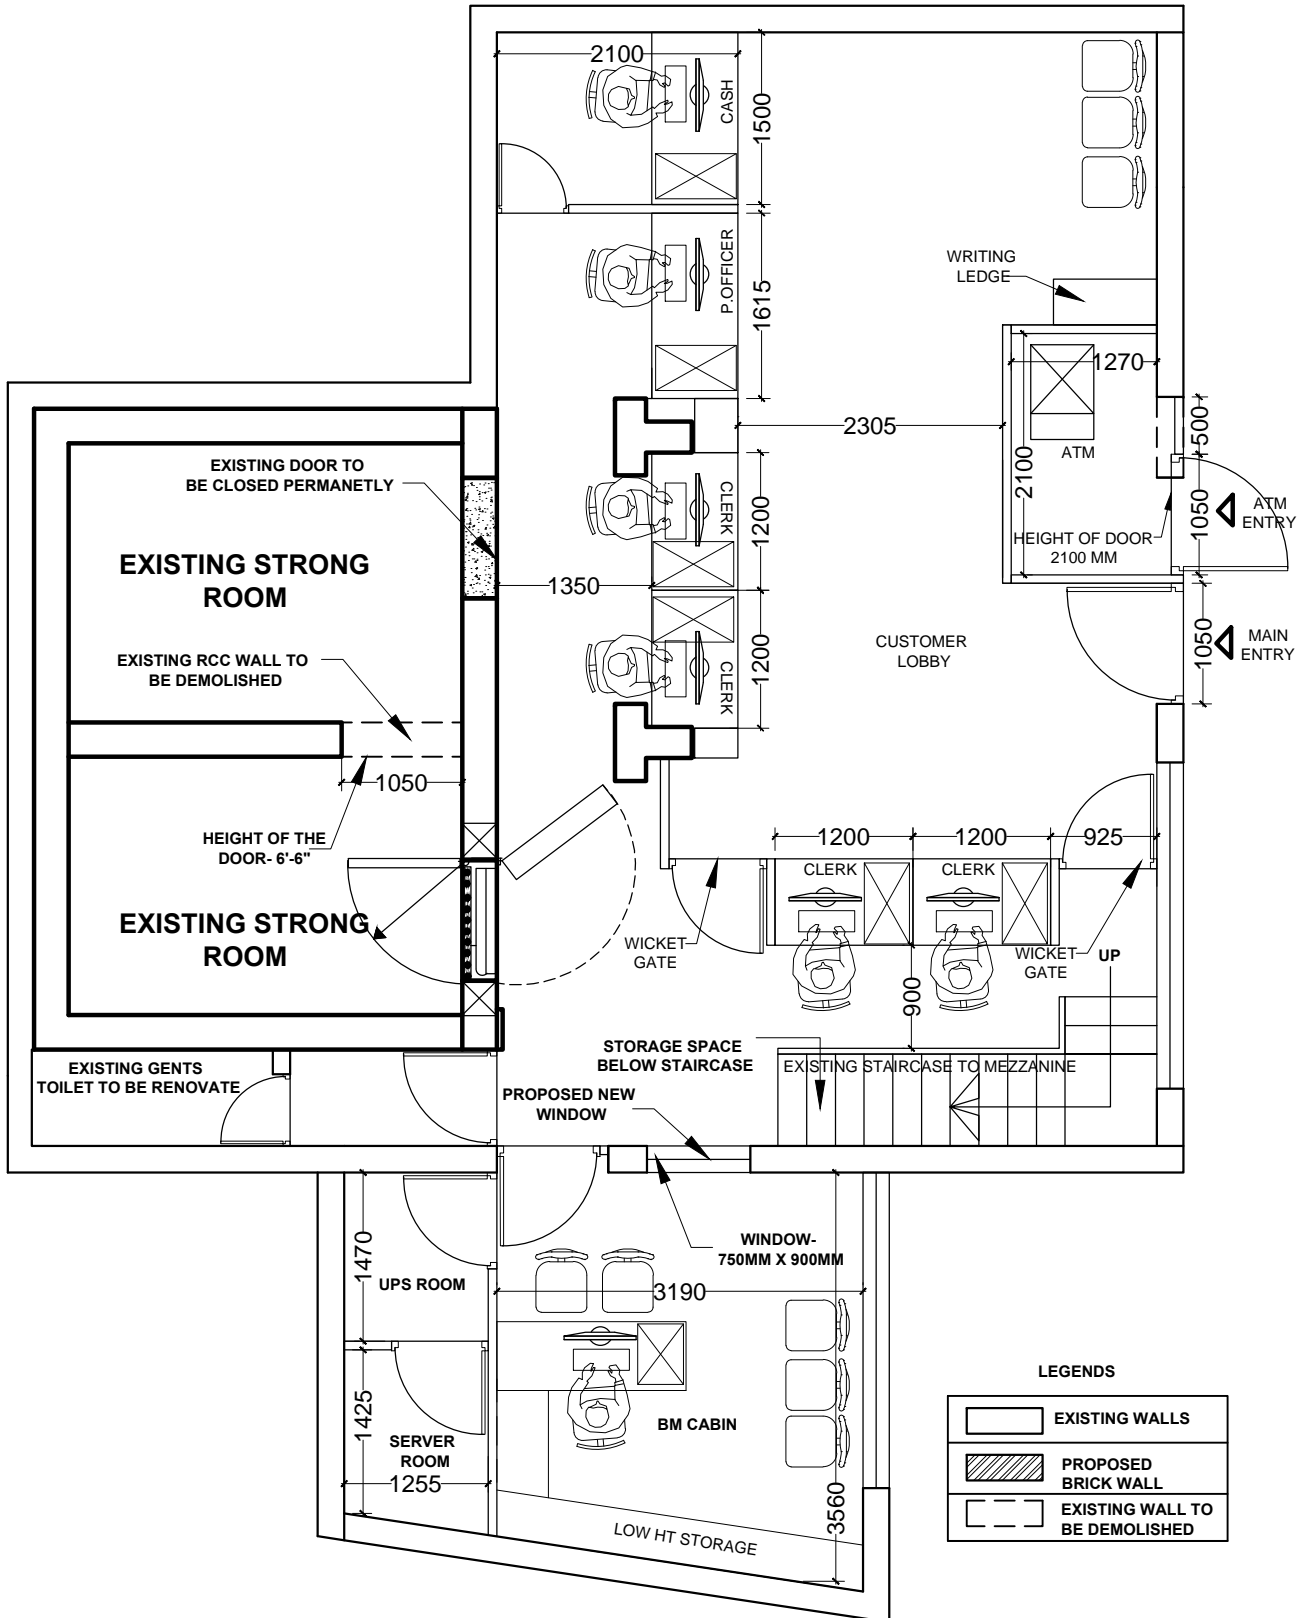 2100
CASH
1500
WRITING
LEDGE
P.OFFICER
1615
1270
2305
500
ATM
2100
EXISTING DOOR TO
BE CLOSED PERMANETLY
CLERK
1200
ATM
ENTRY
1050
HEIGHT OF DOOR
2100 MM
EXISTING STRONG
ROOM
1350
CUSTOMER
LOBBY
1050
MAIN
ENTRY
EXISTING RCC WALL TO
BE DEMOLISHED
CLERK
1200
1050
HEIGHT OF THE
DOOR- 6'-6"
1200
1200
925
CLERK
CLERK
EXISTING STRONG
ROOM
WICKET
GATE
WICKET
GATE
UP
900
STORAGE SPACE
BELOW STAIRCASE
EXISTING STAIRCASE TO MEZZANINE
EXISTING GENTS
TOILET TO BE RENOVATE
PROPOSED NEW
WINDOW
WINDOW-
750MM X 900MM
1470
UPS ROOM
3190
1425
SERVER
ROOM
1255
BM CABIN
3560
LOW HT STORAGE
LEGENDS
EXISTING WALLS
PROPOSED
BRICK WALL
EXISTING WALL TO
BE DEMOLISHED